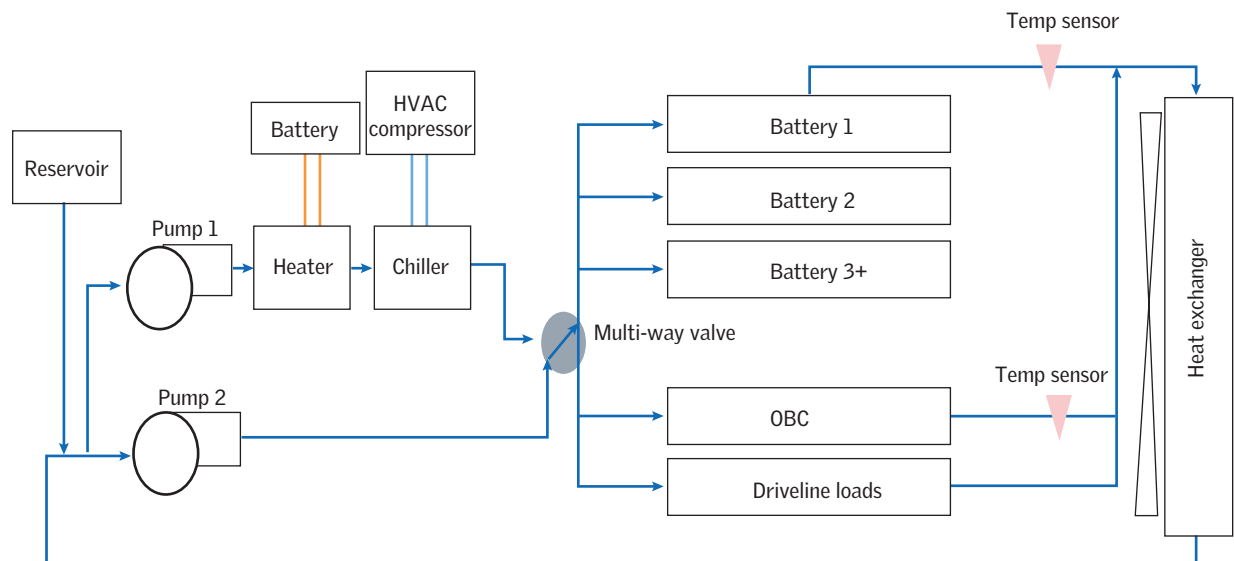 Temp sensor
HVAC
compressor
Battery
Reservoir
Battery 1
Battery 2
Battery 3+
Pump 1
Heater
Chiller
Multi-way valve
Heat exchanger
Temp sensor
Pump 2
OBC
Driveline loads